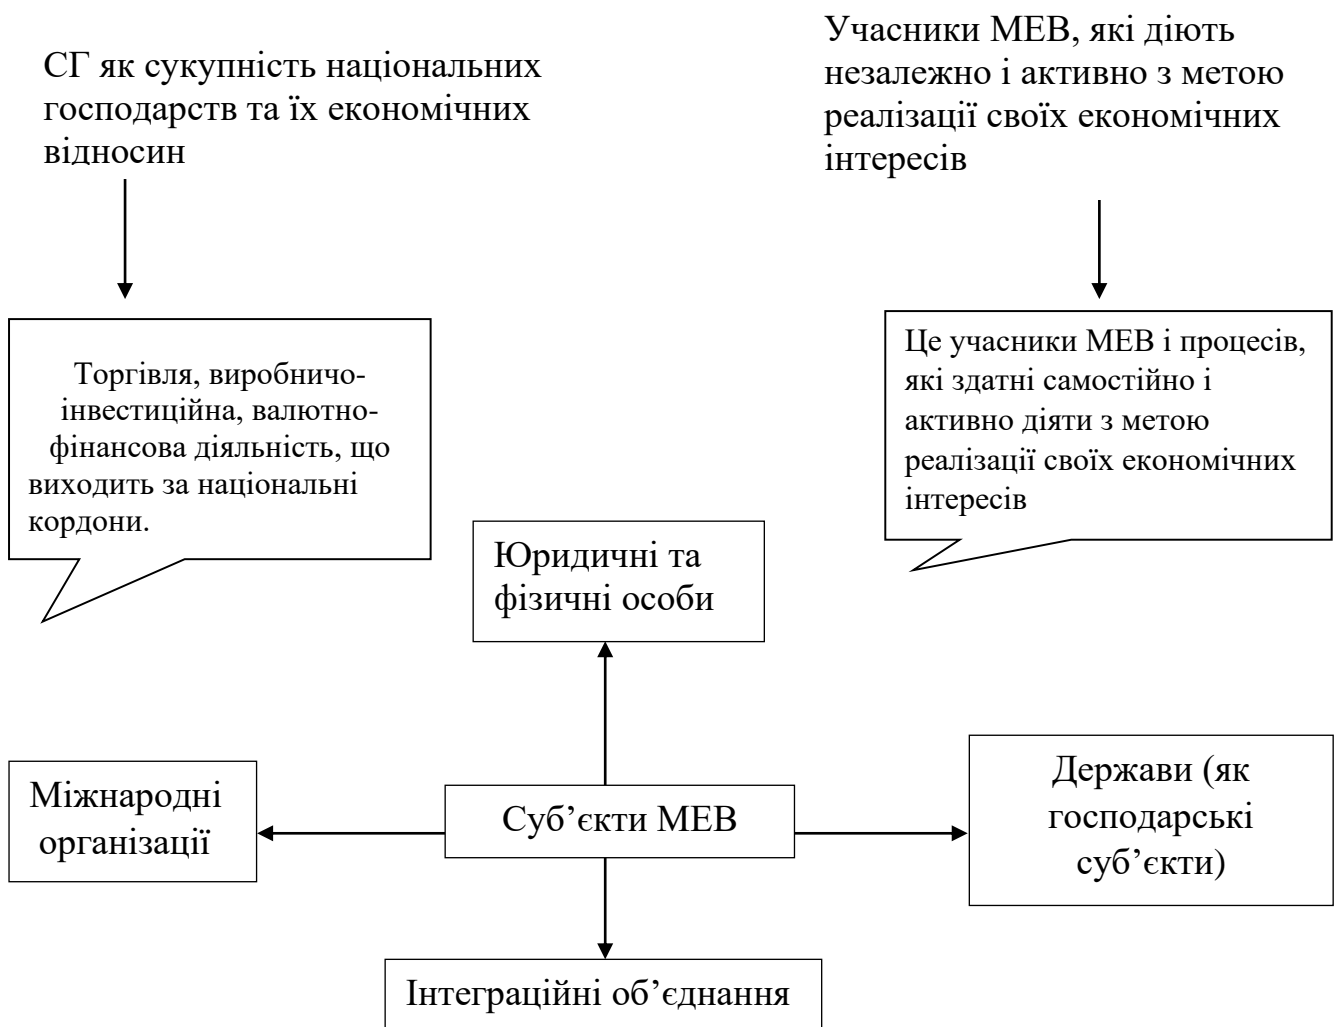 СГ як сукупність національних
господарств та їх економічних
відносин
Учасники МЕВ, які діють
незалежно і активно з метою
реалізації своїх економічних
інтересів
Торгівля, виробничо-
інвестиційна, валютно-
фінансова діяльність, що
виходить за національні
кордони.
Це учасники МЕВ і процесів,
які здатні самостійно і
активно діяти з метою
реалізації своїх економічних
інтересів
Юридичні та
фізичні особи
Міжнародні
організації
Суб’єкти МЕВ
Держави (як
господарські
суб’єкти)
Інтеграційні об’єднання